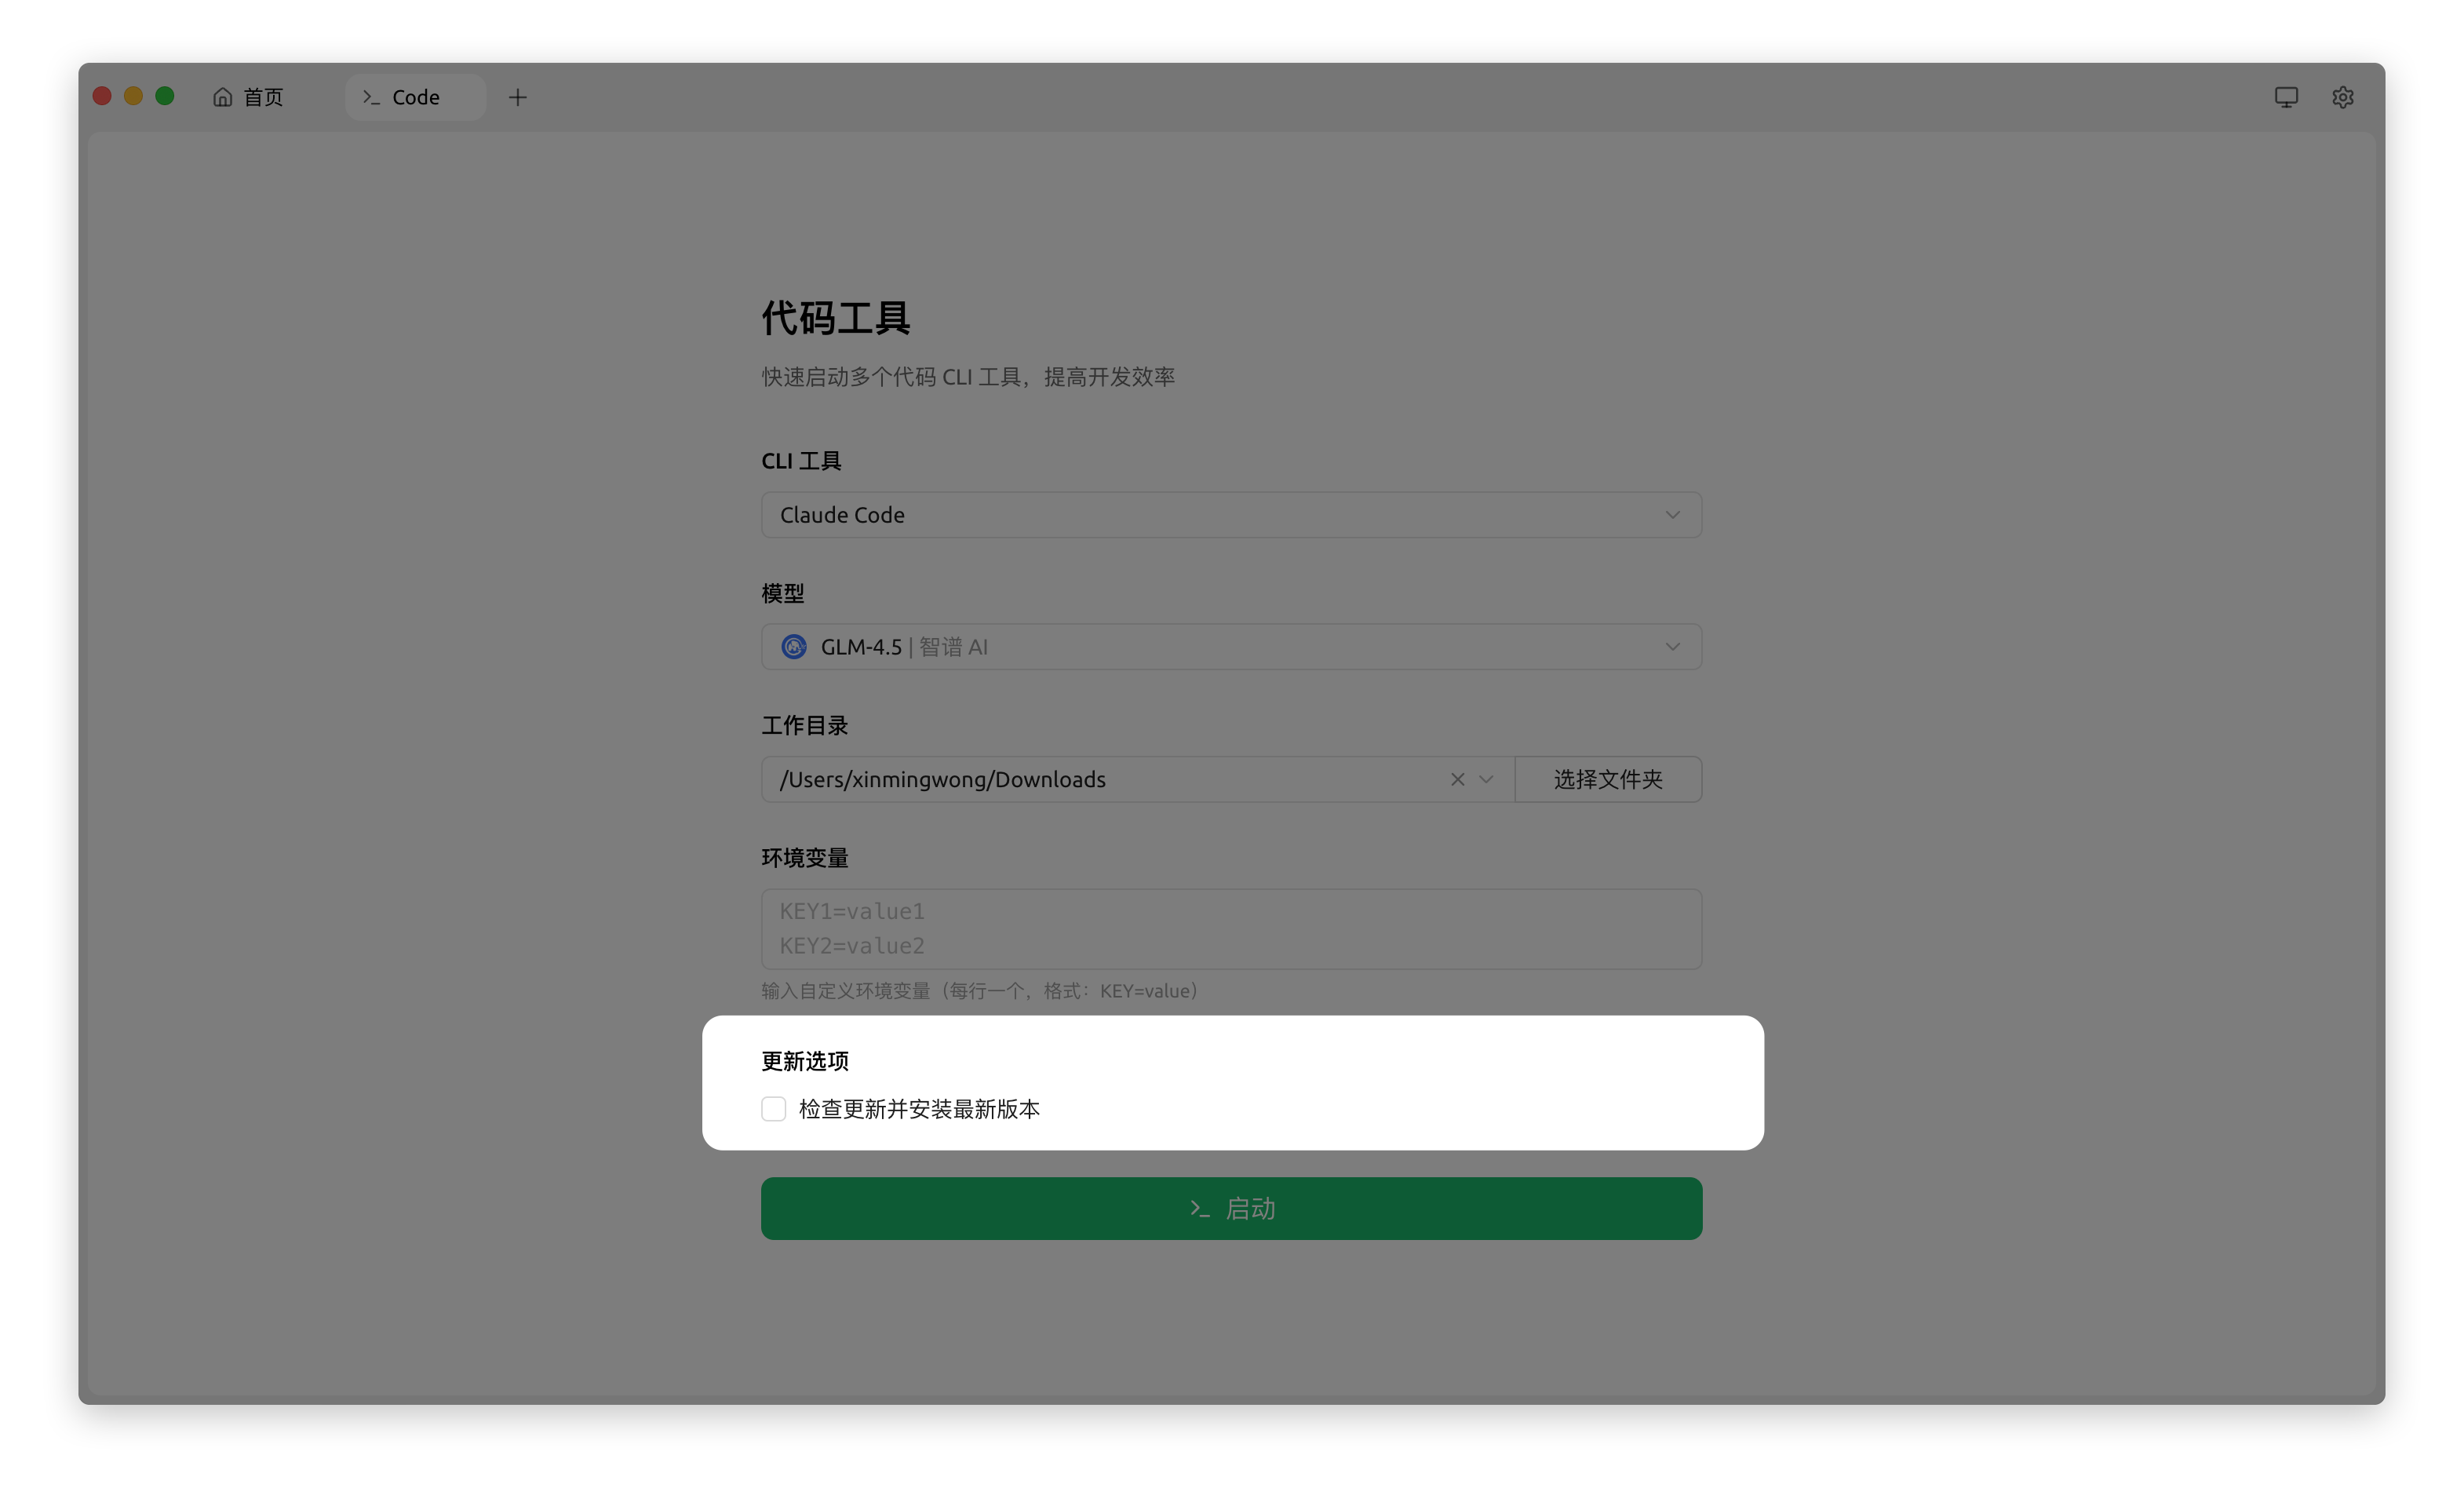 首页
Code
代码工具
快速启动多个代码 CLI 工具，提高开发效率
CLI 工具
Claude Code
模型
GLM-4.5 | 智谱 AI
工作目录
/Users/xinmingwong/Downloads
选择文件夹
环境变量
KEY1=value1
KEY2=value2
输入自定义环境变量（每行一个，格式：KEY=value）
更新选项
检查更新并安装最新版本
启动